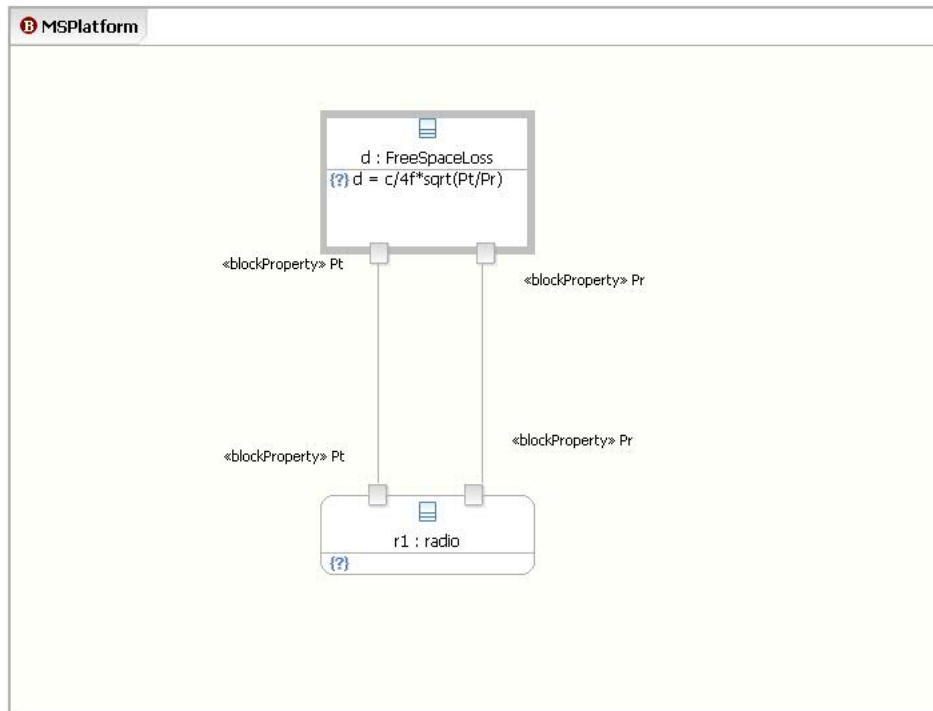 B MSPlatform
d : FreeSpaceLoss
{?} d = c/4f*sqrt(Pt/Pr)
«blockProperty» Pt
«blockProperty» Pr
«blockProperty» Pr
«blockProperty» Pt
r1 : radio
{?}